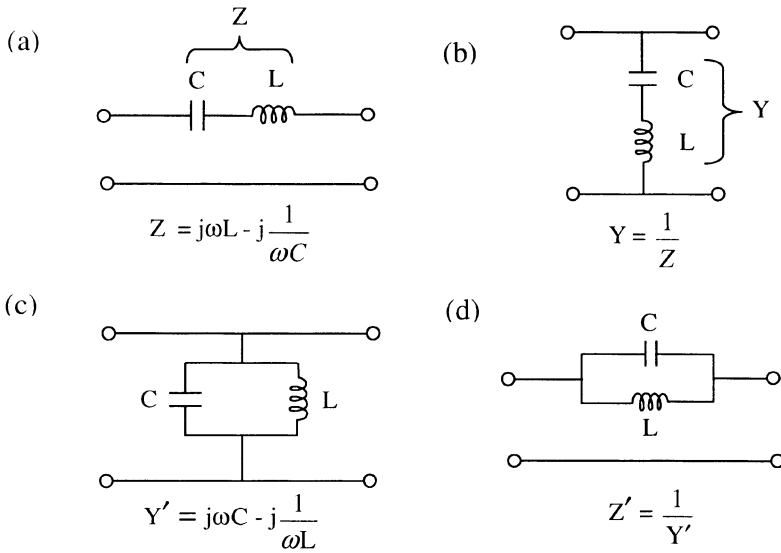 (a)
Z
C L
Z = jωL - j 1/ωC
(b)
C
L
Y
Y = 1/Z
(c)
C L
Y′ = jωC - j 1/ωL
(d)
C
L
Z′ = 1/Y′